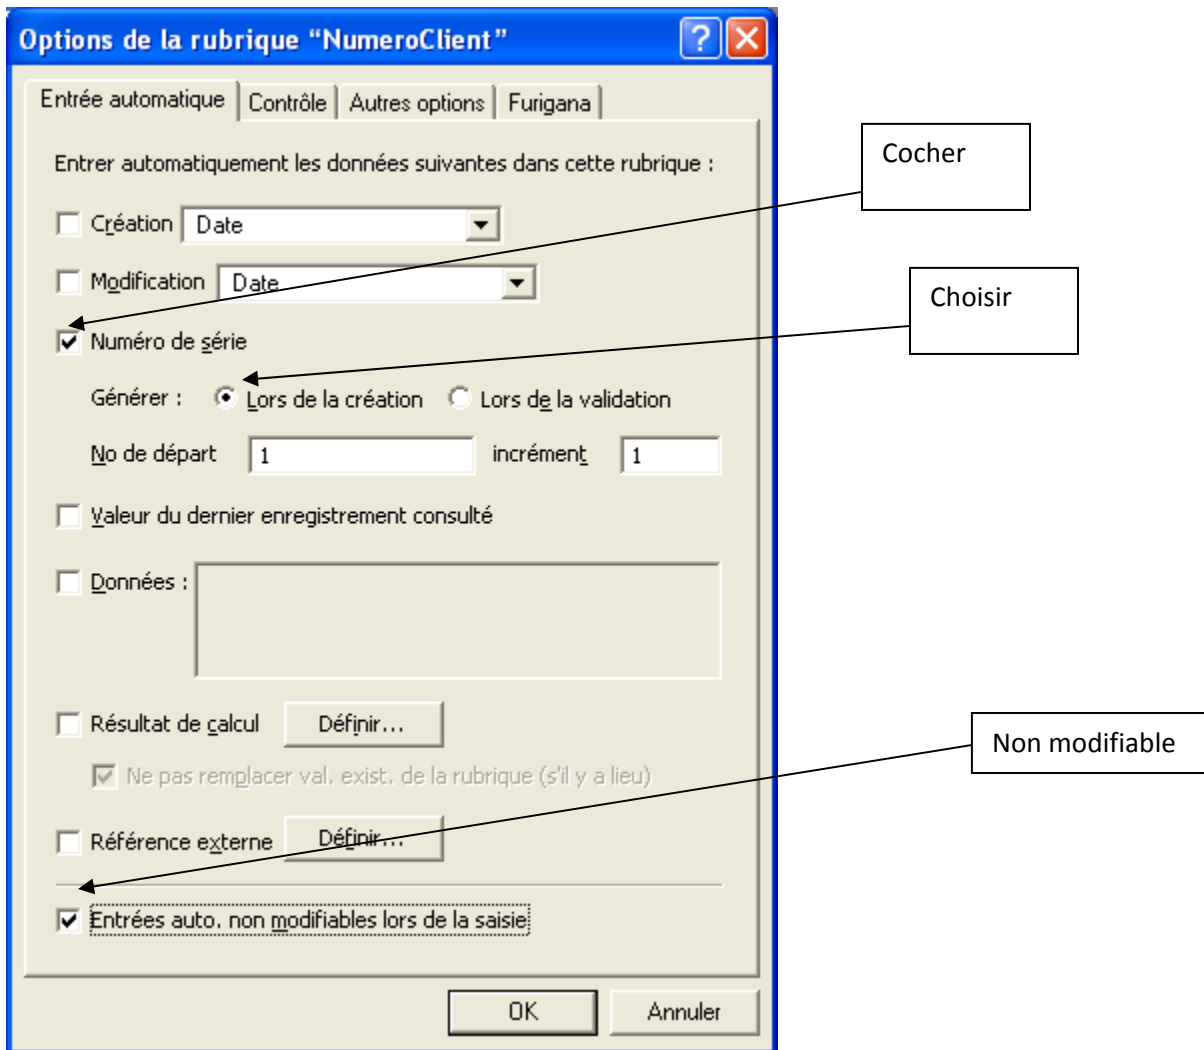 Options de la rubrique “NumeroClient”
Entrée automatique Contrôle Autres options Furigana
Entrer automatiquement les données suivantes dans cette rubrique :
Cocher
Création Date
Modification Date
Choisir
Numéro de série
Générer : Lors de la création Lors de la validation
No de départ 1 incrément 1
Valeur du dernier enregistrement consulté
Données :
Résultat de calcul Définir...
Non modifiable
Ne pas remplacer val. exist. de la rubrique (s'il y a lieu)
Référence externe Définir...
Entrées auto. non modifiables lors de la saisie
OK Annuler